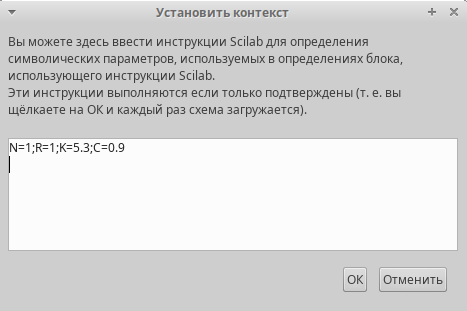 Установить контекст
Вы можете здесь ввести инструкции Scilab для определения
символических параметров, используемых в определениях блока,
использующего инструкции Scilab.
Эти инструкции выполняются если только подтверждены (т. е. вы
щёлкаете на ОК и каждый раз схема загружается).
N=1;R=1;K=5.3;C=0.9
ОК
Отменить